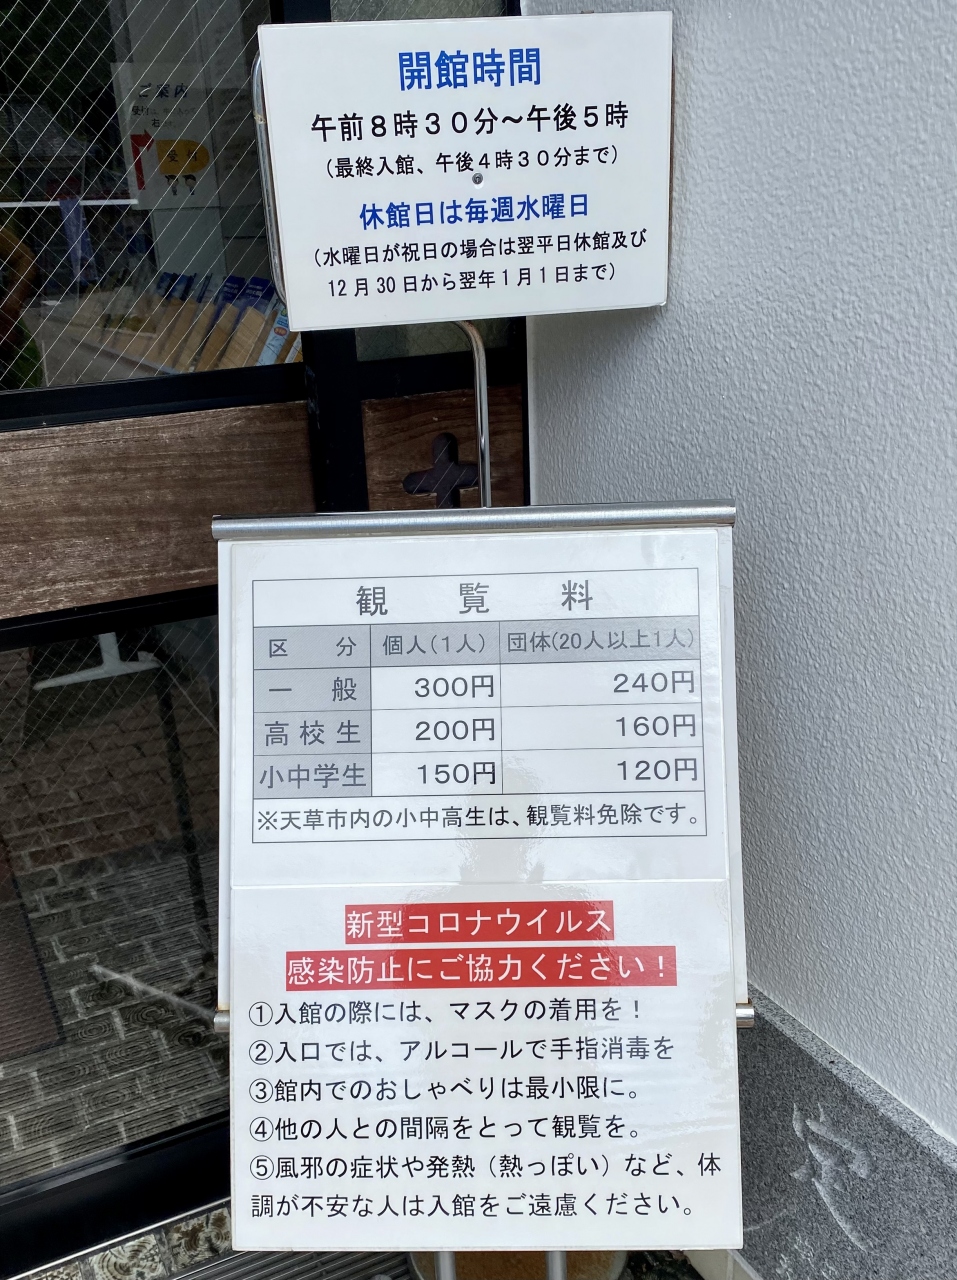 ご案内
開館時間
午前８時３０分～午後５時
（最終入館、午後４時３０分まで）
休館日は毎週水曜日
（水曜日が祝日の場合は翌平日休館及び
12月30日から翌年１月１日まで）
観覧料
区分 個人（１人） 団体（20人以上１人）
一般 300円 240円
高校生 200円 160円
小中学生 150円 120円
※天草市内の小中高生は、観覧料免除です。
新型コロナウイルス
感染防止にご協力ください！
①入館の際には、マスクの着用を！
②入口では、アルコールで手指消毒を
③館内でのおしゃべりは最小限に。
④他の人との間隔をとって観覧を。
⑤風邪の症状や発熱（熱っぽい）など、体
調が不安な人は入館をご遠慮ください。